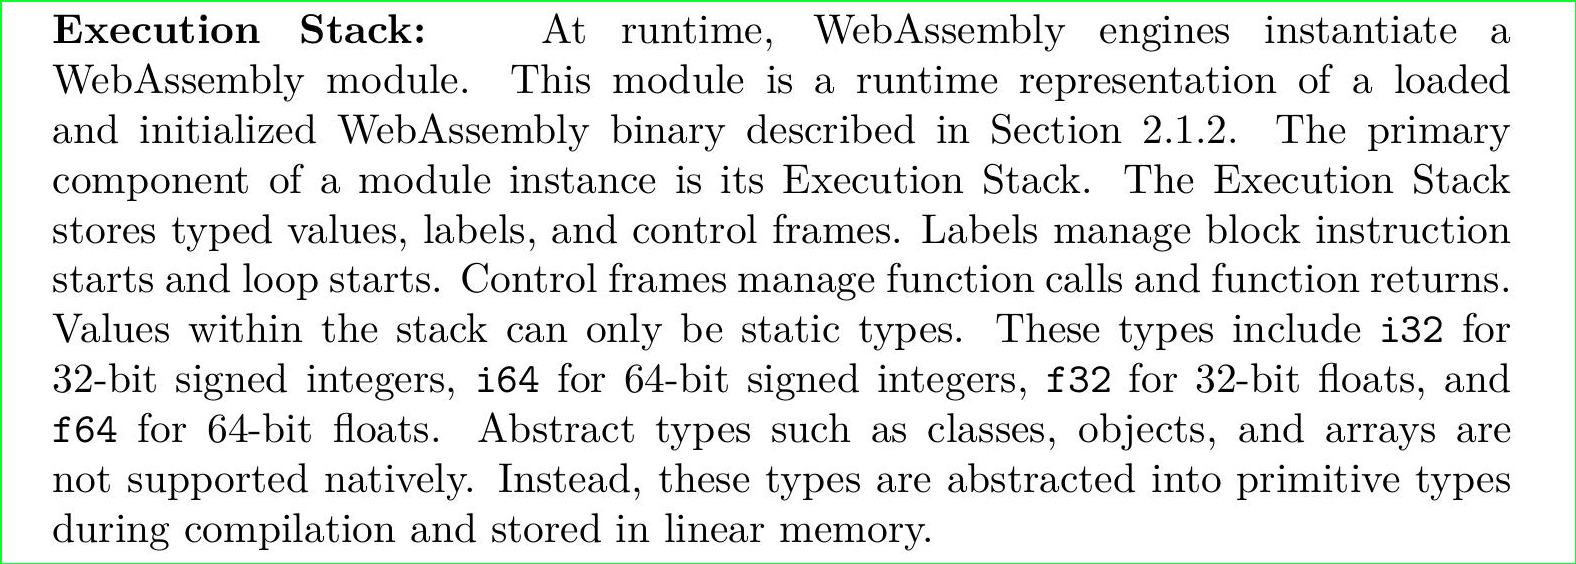 Execution Stack: At runtime, WebAssembly engines instantiate a
WebAssembly module. This module is a runtime representation of a loaded
and initialized WebAssembly binary described in Section 2.1.2. The primary
component of a module instance is its Execution Stack. The Execution Stack
stores typed values, labels, and control frames. Labels manage block instruction
starts and loop starts. Control frames manage function calls and function returns.
Values within the stack can only be static types. These types include i32 for
32-bit signed integers, i64 for 64-bit signed integers, f32 for 32-bit floats, and
f64 for 64-bit floats. Abstract types such as classes, objects, and arrays are
not supported natively. Instead, these types are abstracted into primitive types
during compilation and stored in linear memory.